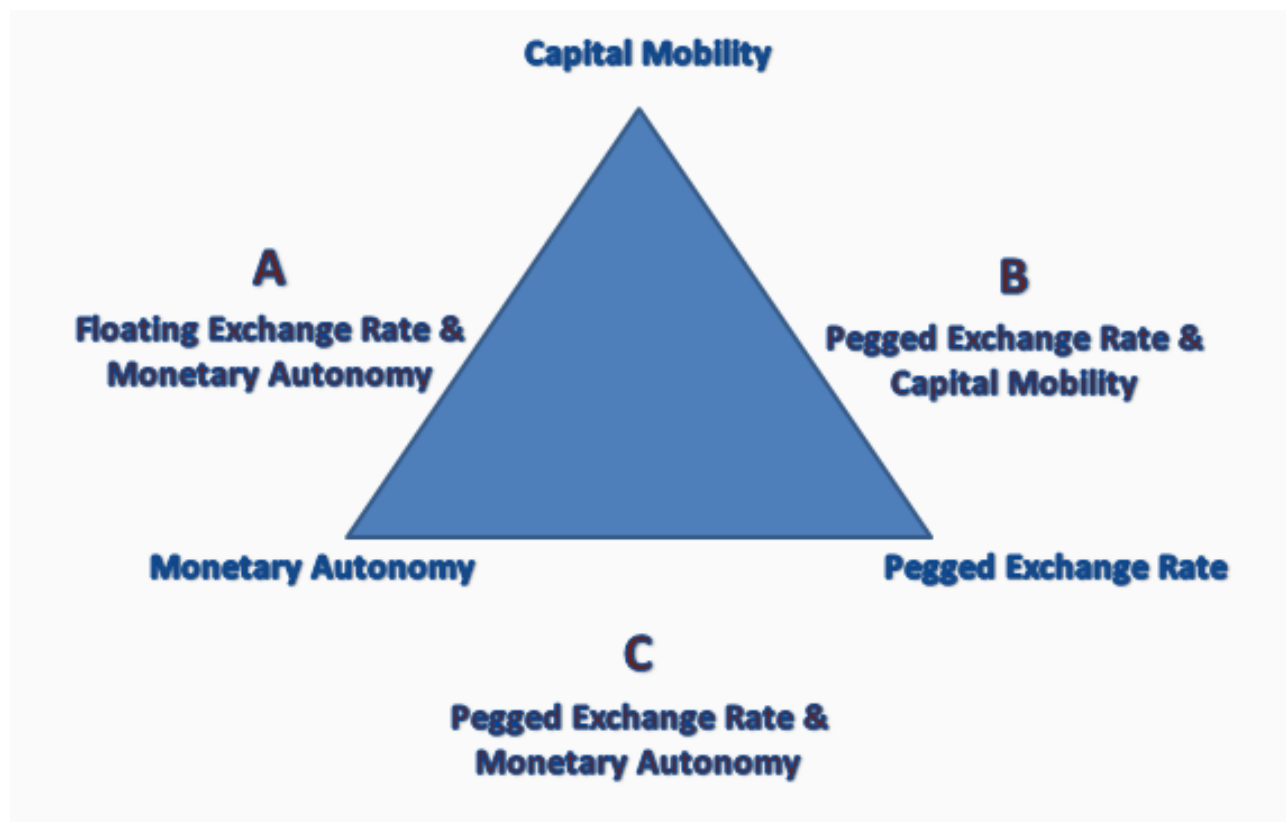 Capital Mobility
A
Floating Exchange Rate &
Monetary Autonomy
B
Pegged Exchange Rate &
Capital Mobility
Monetary Autonomy
Pegged Exchange Rate
C
Pegged Exchange Rate &
Monetary Autonomy